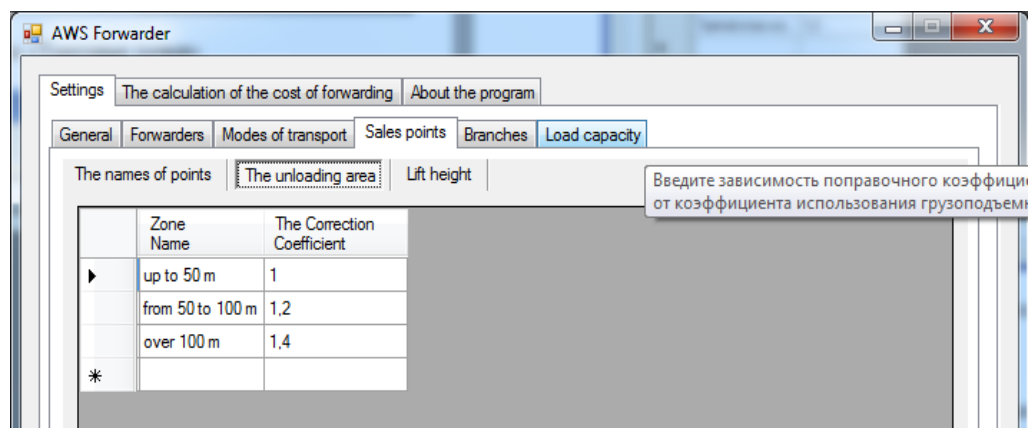 AWS Forwarder
Settings The calculation of the cost of forwarding About the program
General Forwarders Modes of transport Sales points Branches Load capacity
The names of points The unloading area Lift height
Введите зависимость поправочного
от коэффициента использования
Zone Name The Correction Coefficient
up to 50 m 1
from 50 to 100 m 1,2
over 100 m 1,4